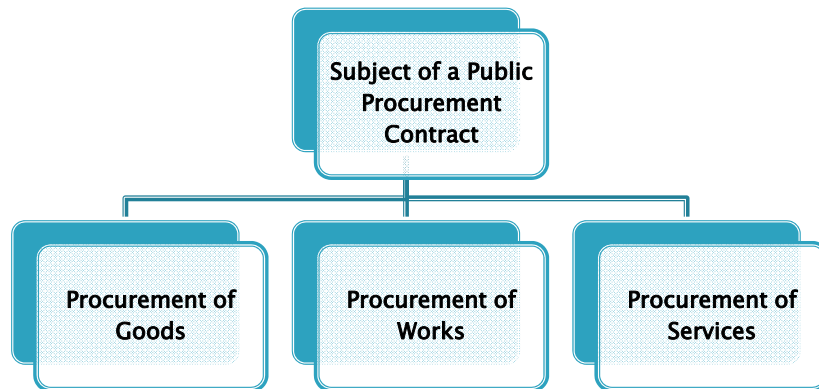 Subject of a Public
Procurement
Contract
Procurement of
Goods
Procurement of
Works
Procurement of
Services